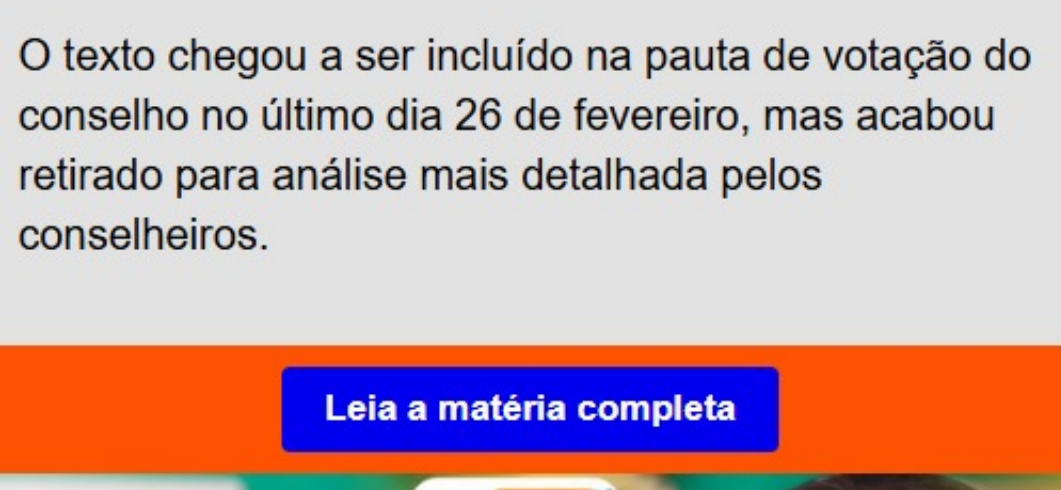 O texto chegou a ser incluído na pauta de votação do
conselho no último dia 26 de fevereiro, mas acabou
retirado para análise mais detalhada pelos
conselheiros.
Leia a matéria completa